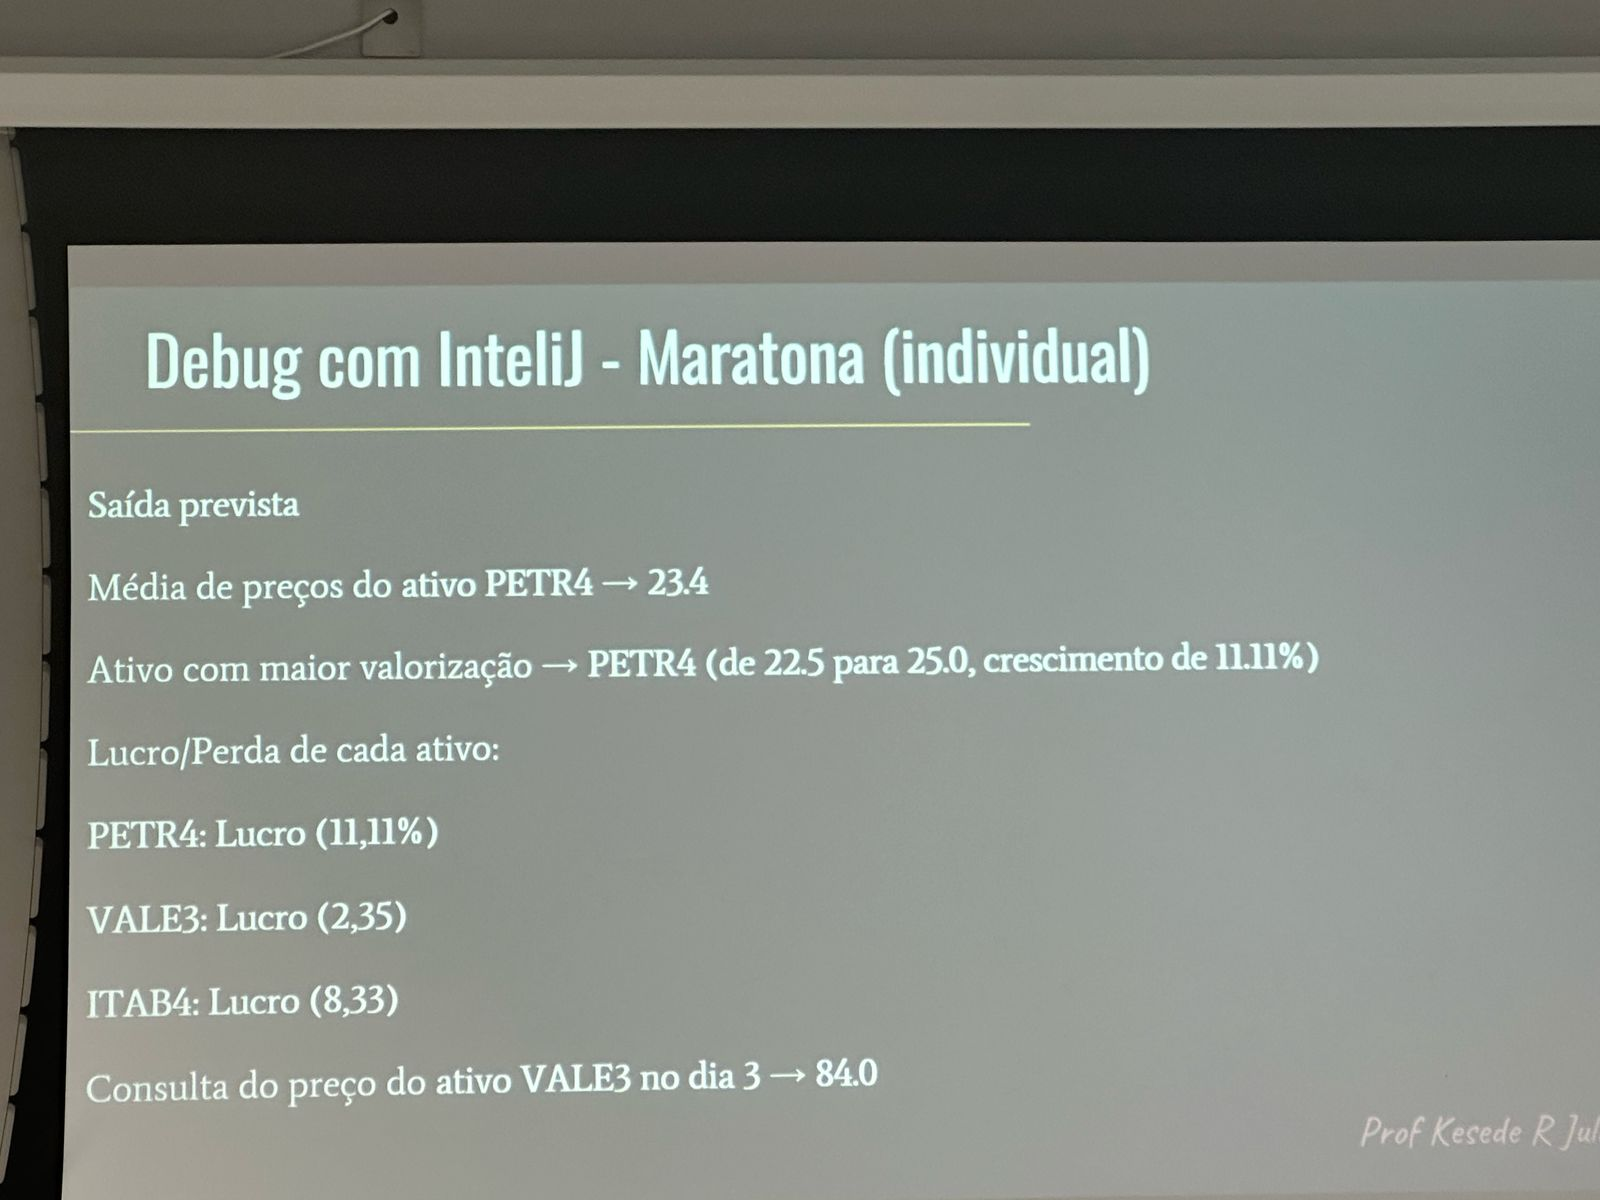 Debug com InteliJ - Maratona (individual)
Saída prevista
Média de preços do ativo PETR4 → 23.4
Ativo com maior valorização → PETR4 (de 22.5 para 25.0, crescimento de 11.11%)
Lucro/Perda de cada ativo:
PETR4: Lucro (11,11%)
VALE3: Lucro (2,35)
ITAB4: Lucro (8,33)
Consulta do preço do ativo VALE3 no dia 3 → 84.0
Prof Kesede R